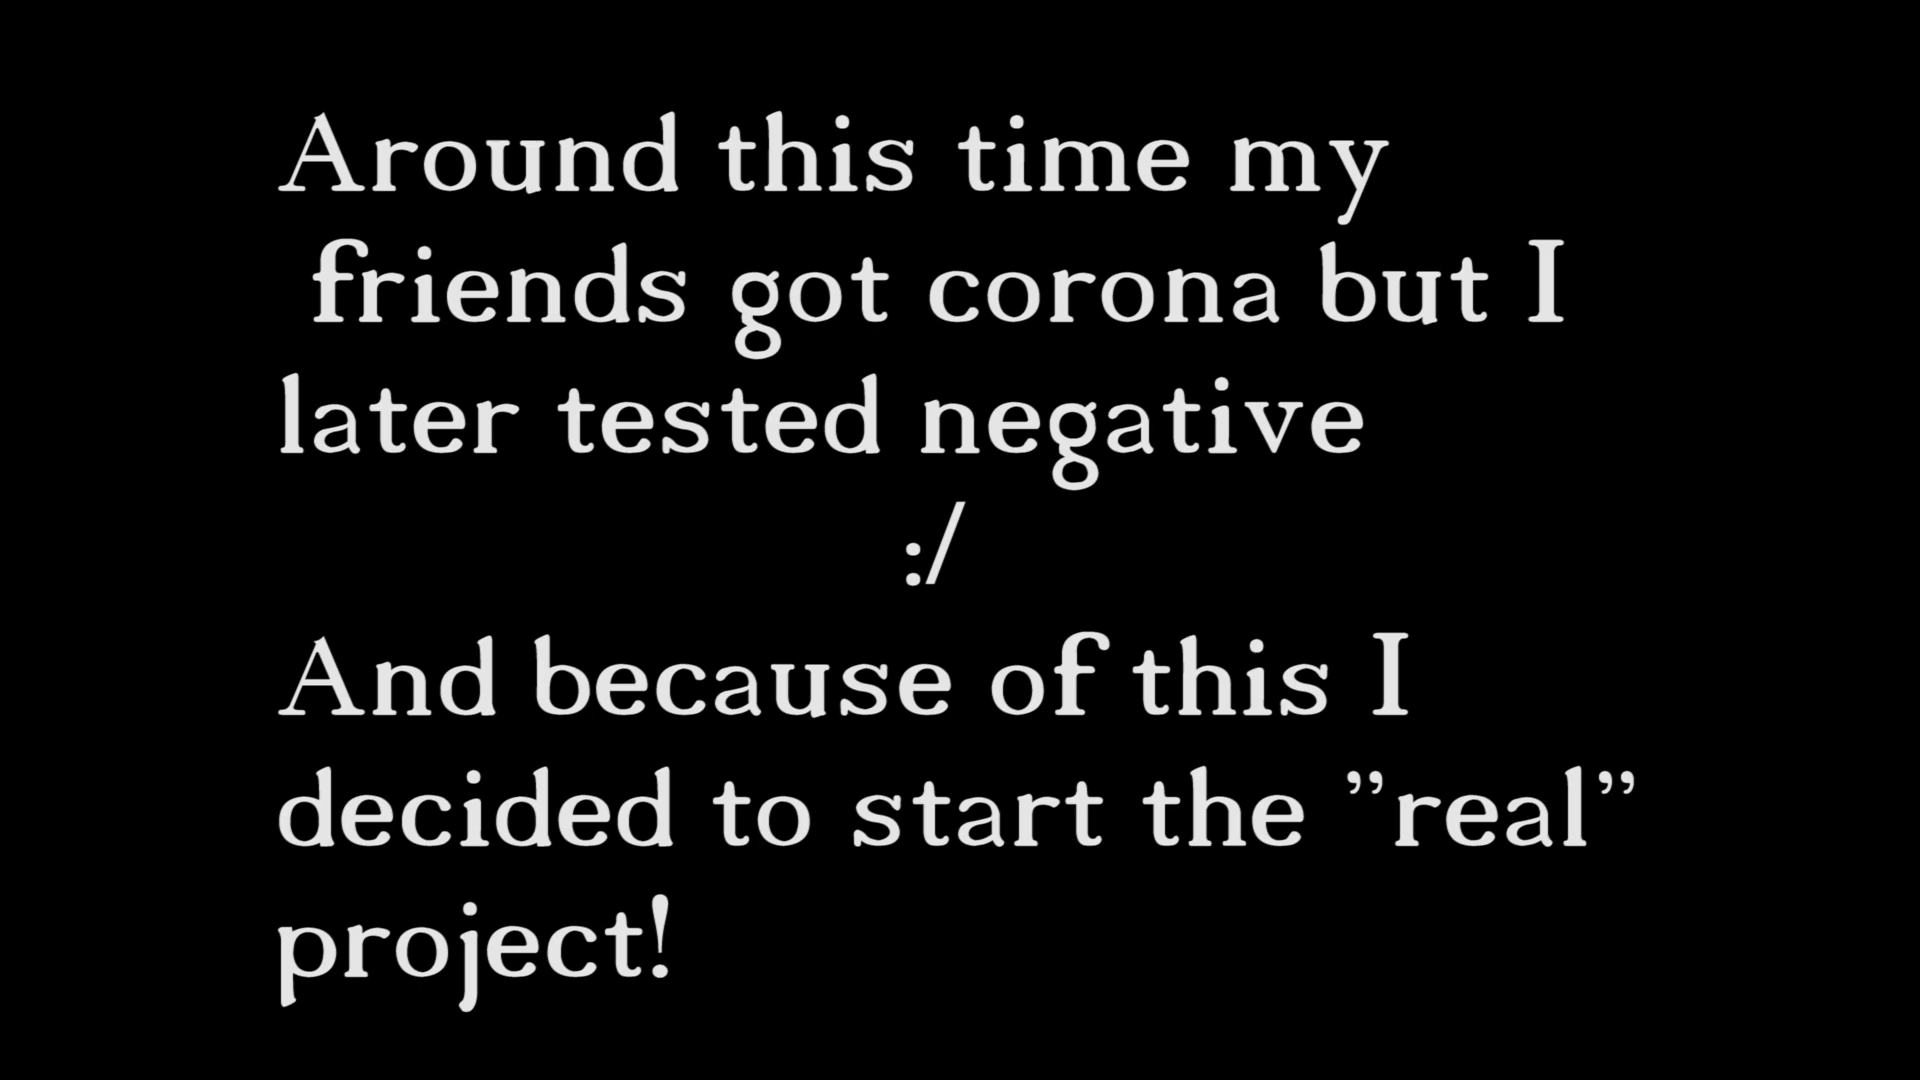 Around this time my
friends got corona but I
later tested negative
:/
And because of this I
decided to start the ”real”
project!